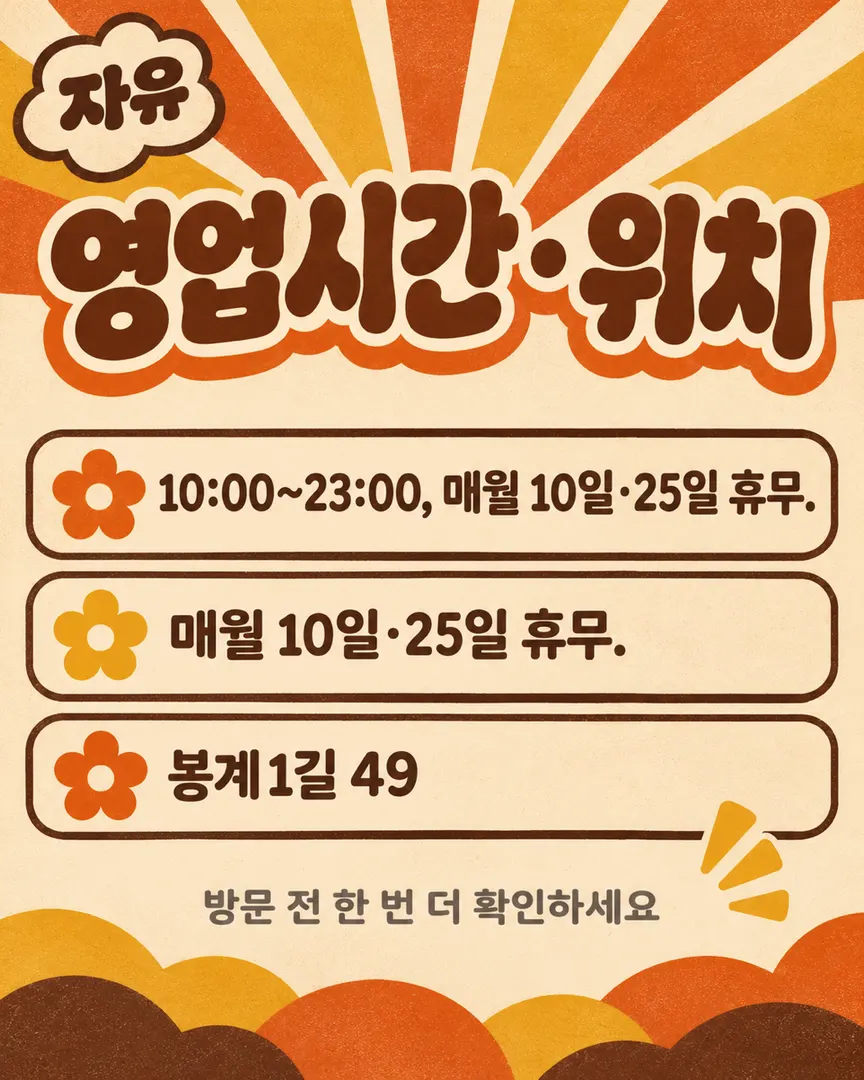 자유
영업시간·위치
10:00~23:00, 매월 10일·25일 휴무.
매월 10일·25일 휴무.
봉계1길 49
방문 전 한 번 더 확인하세요